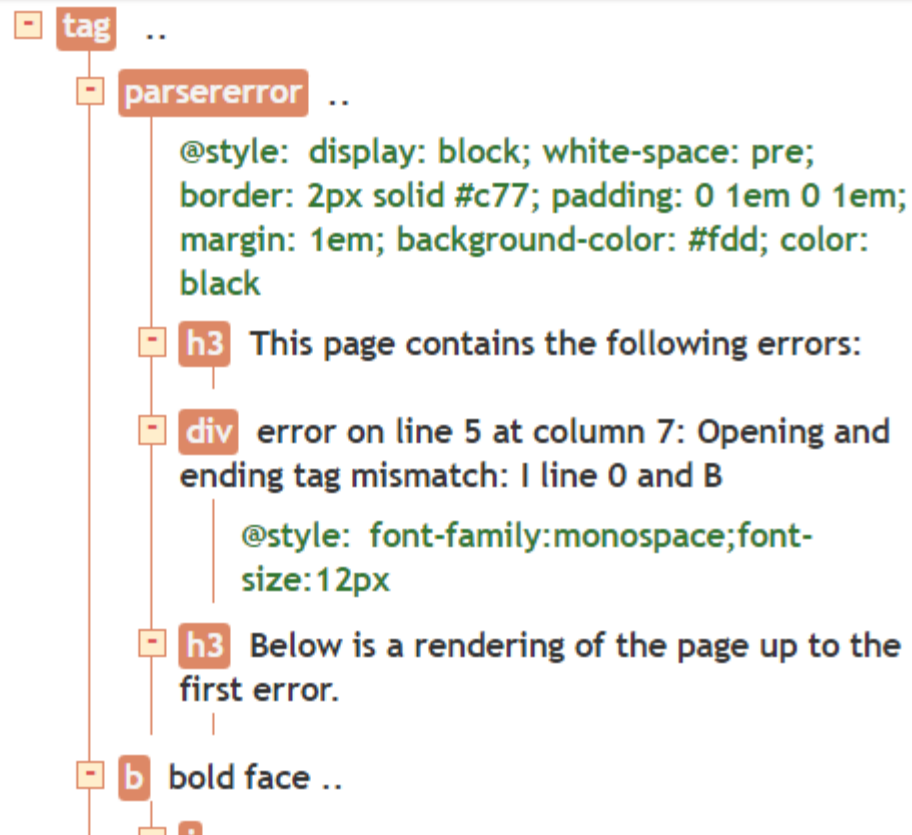 - tag ..
- parsererror ..
@style: display: block; white-space: pre;
border: 2px solid #c77; padding: 0 1em 0 1em;
margin: 1em; background-color: #fdd; color:
black
- h3 This page contains the following errors:
- div error on line 5 at column 7: Opening and
ending tag mismatch: I line 0 and B
@style: font-family:monospace;font-
size:12px
- h3 Below is a rendering of the page up to the
first error.
- b bold face ..